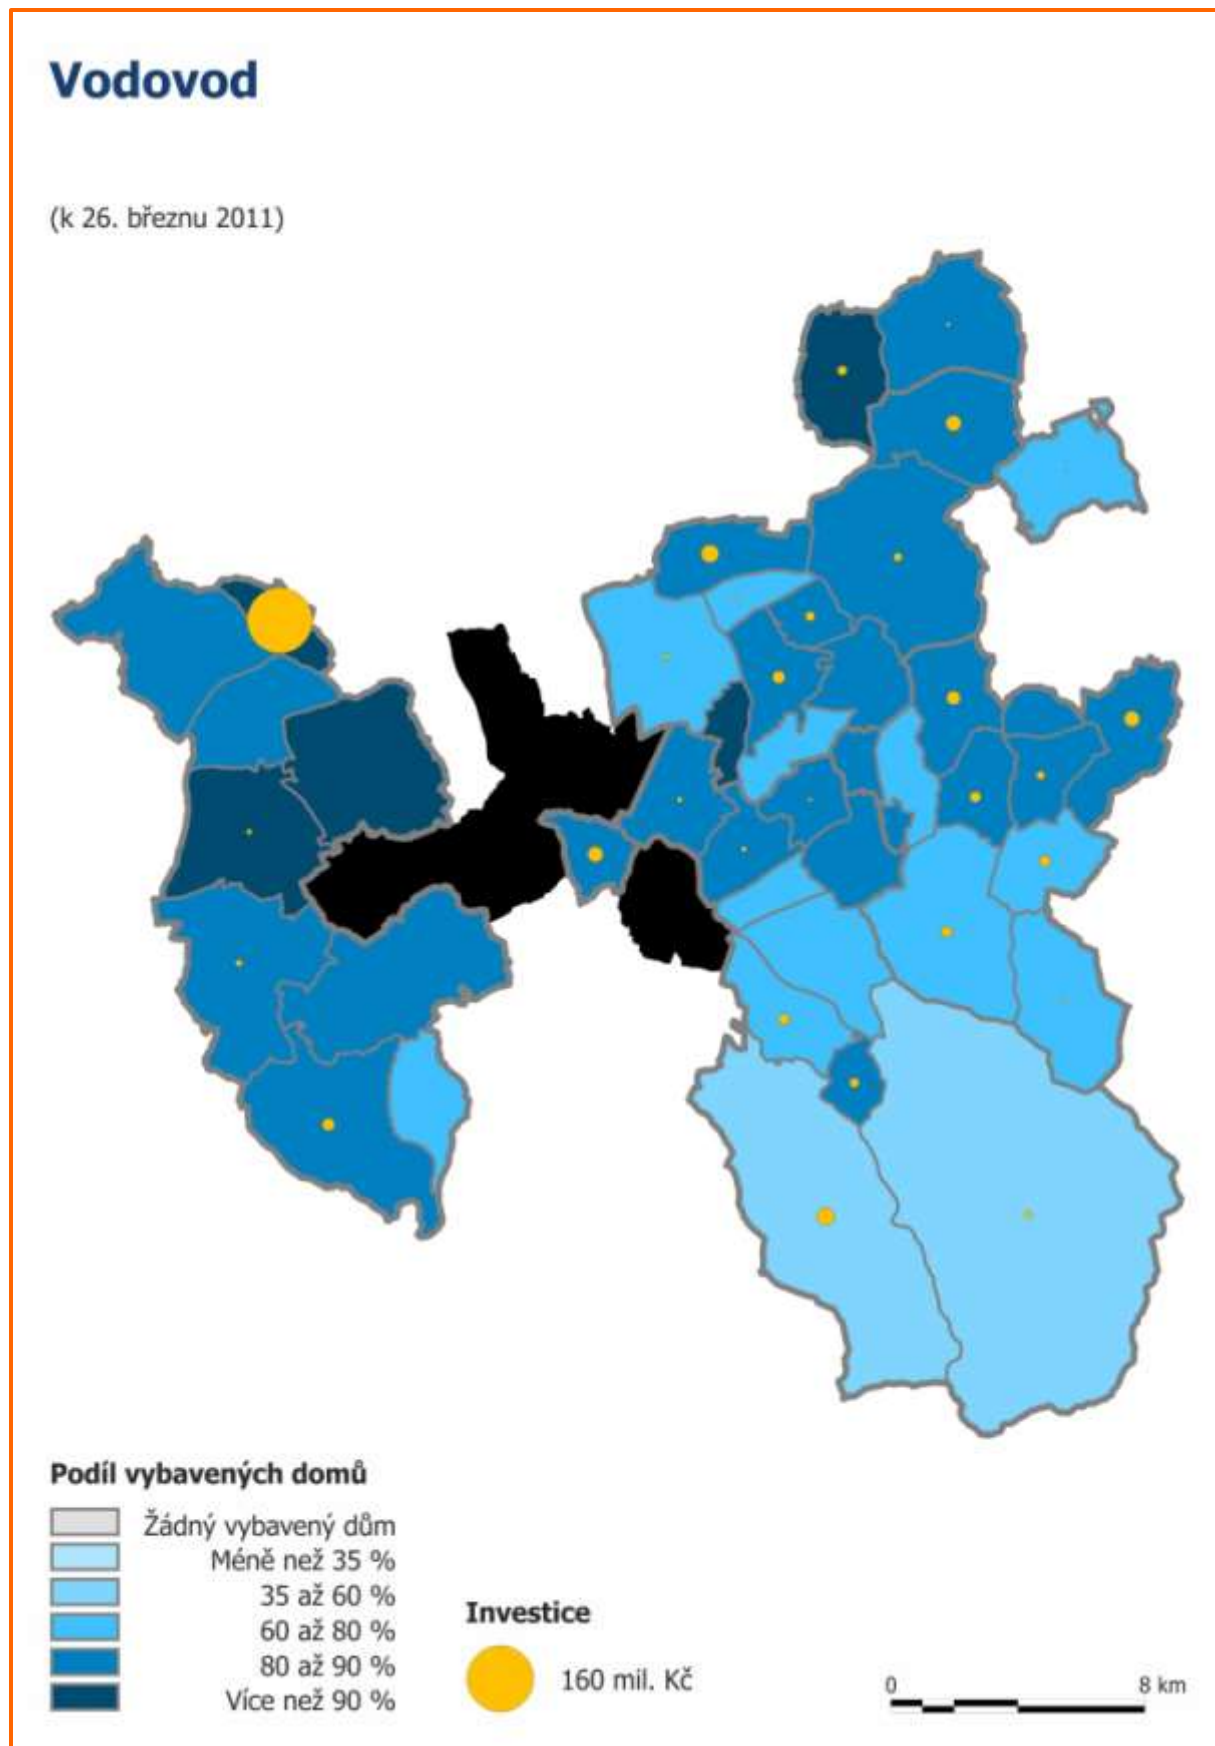 Vodovod
(k 26. březnu 2011)
Podíl vybavených domů
Žádný vybavený dům
Méně než 35 %
35 až 60 %
60 až 80 %
80 až 90 %
Více než 90 %
Investice
160 mil. Kč
0 8 km